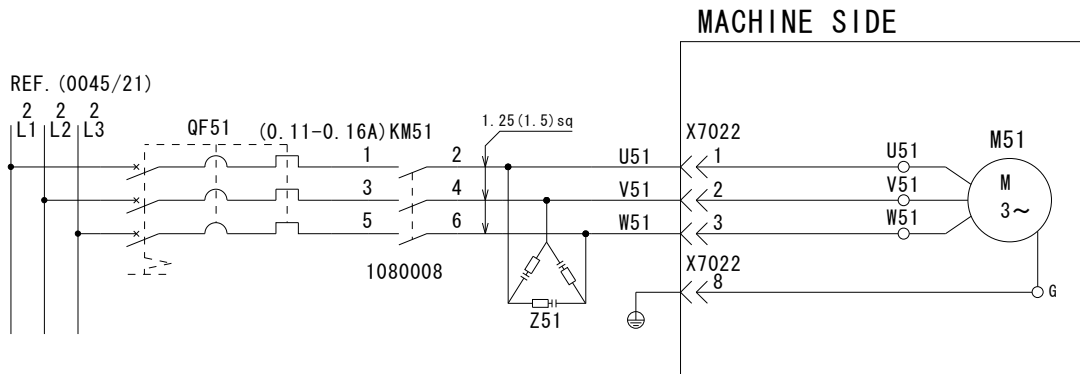 MACHINE SIDE
REF. (0045/21)
2 2 2
L1 L2 L3
QF51 (0.11-0.16A) KM51
1.25(1.5)sq
X7022
M51
1 2 U51 1 U51
3 4 V51 2 V51
5 6 W51 3 W51
M
3~
1080008
X7022
8
G
Z51